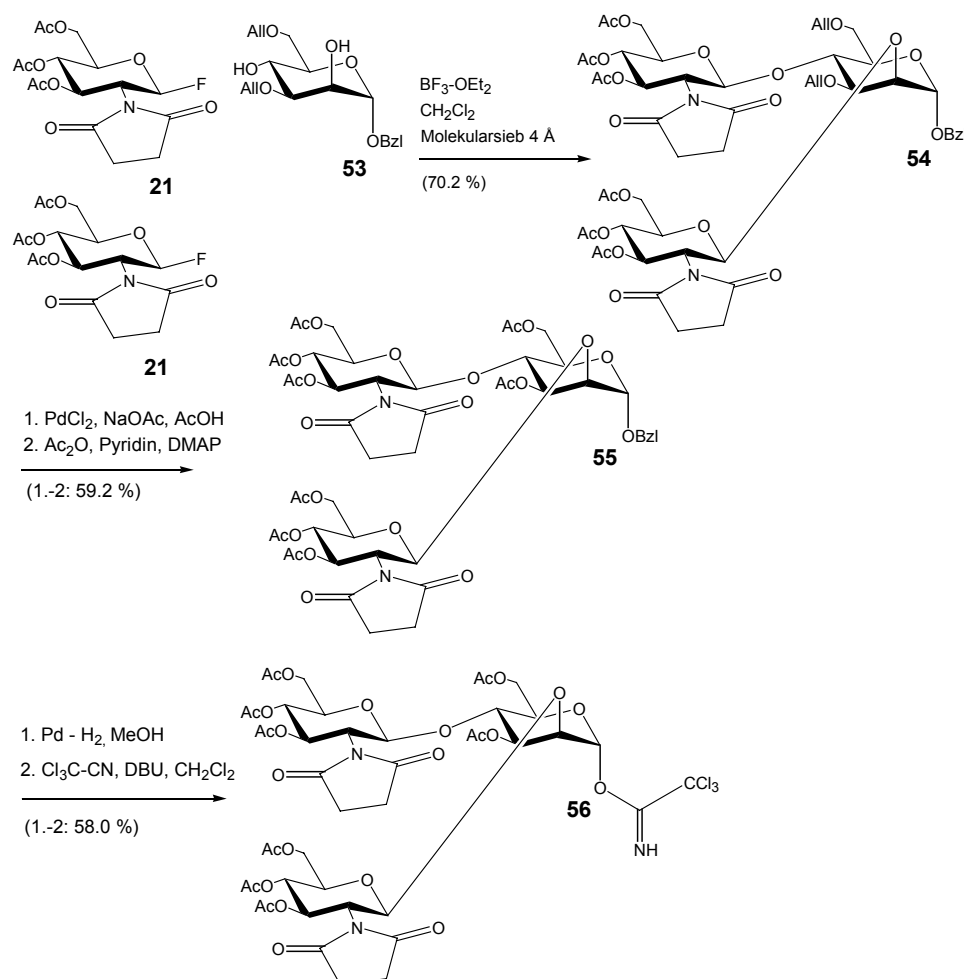 AcO
AcO
AcO
O
F
N
O
O
21
AllO
OH
HO
AllO
O
OBzl
53
BF3-OEt2
CH2Cl2
Molekularsieb 4 Å
(70.2 %)
AcO
AcO
AcO
O
O
N
O
O
AllO
AllO
O
O
OBz
54
AcO
AcO
AcO
O
N
O
O
AcO
AcO
AcO
O
F
N
O
O
21
1. PdCl2, NaOAc, AcOH
2. Ac2O, Pyridin, DMAP
(1.-2: 59.2 %)
AcO
AcO
AcO
O
O
N
O
O
AcO
AcO
O
O
OBzl
55
AcO
AcO
AcO
O
N
O
O
1. Pd - H2, MeOH
2. Cl3C-CN, DBU, CH2Cl2
(1.-2: 58.0 %)
AcO
AcO
AcO
O
O
N
O
O
AcO
AcO
O
O
O
CCl3
NH
56
AcO
AcO
AcO
O
N
O
O